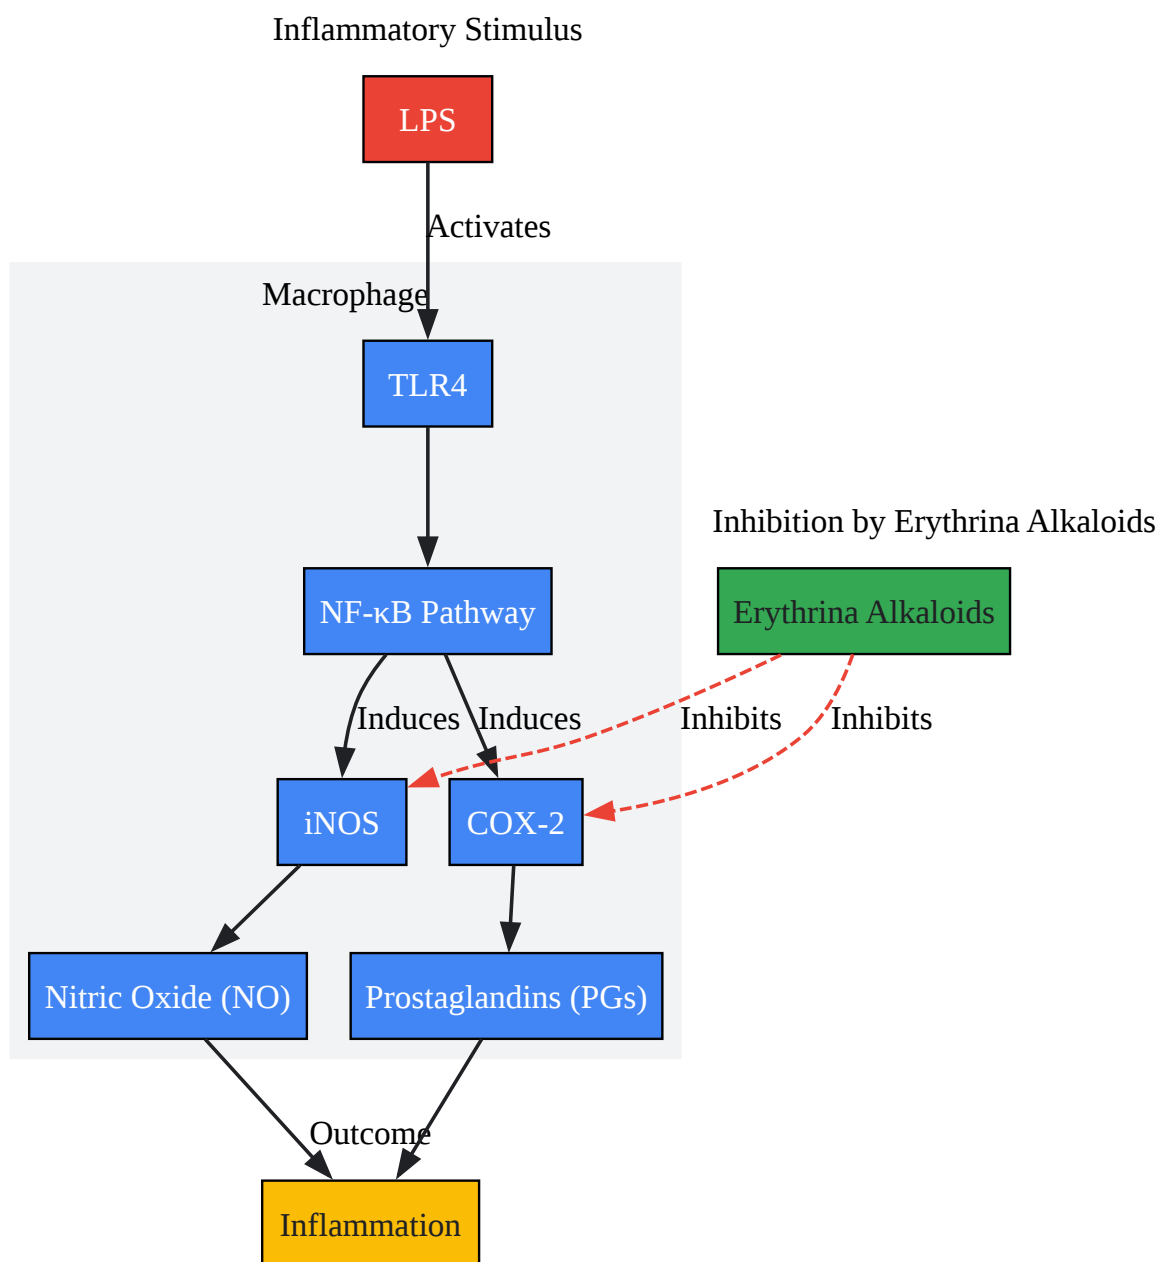 Inflammatory Stimulus
LPS
Activates
Macrophage
TLR4
Inhibition by Erythrina Alkaloids
NF-κB Pathway
Erythrina Alkaloids
Induces
Induces
Inhibits
Inhibits
iNOS
COX-2
Nitric Oxide (NO)
Prostaglandins (PGs)
Outcome
Inflammation